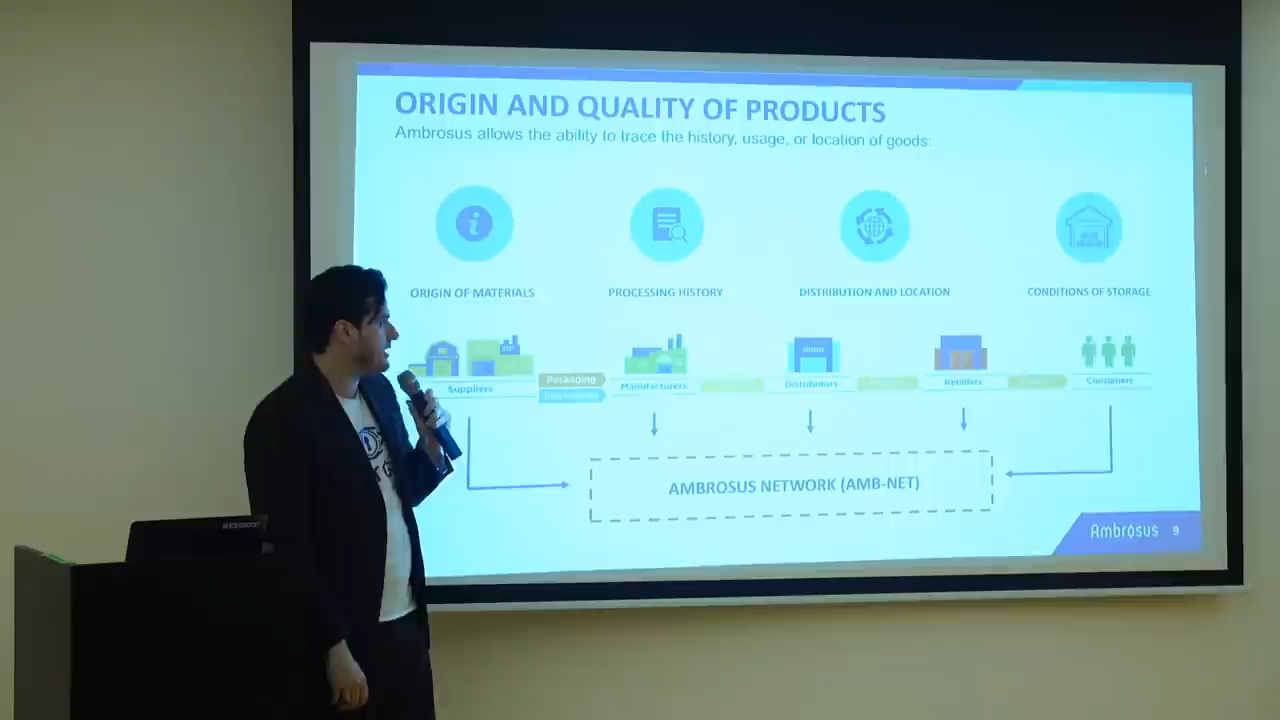 ORIGIN AND QUALITY OF PRODUCTS
Ambrosus allows the ability to trace the history, usage, or location of goods:
ORIGIN OF MATERIALS
PROCESSING HISTORY
DISTRIBUTION AND LOCATION
CONDITIONS OF STORAGE
Suppliers
Packaging
Manufacturers
Distributors
Retailers
Consumers
AMBROSUS NETWORK (AMB-NET)
Ambrosus 9